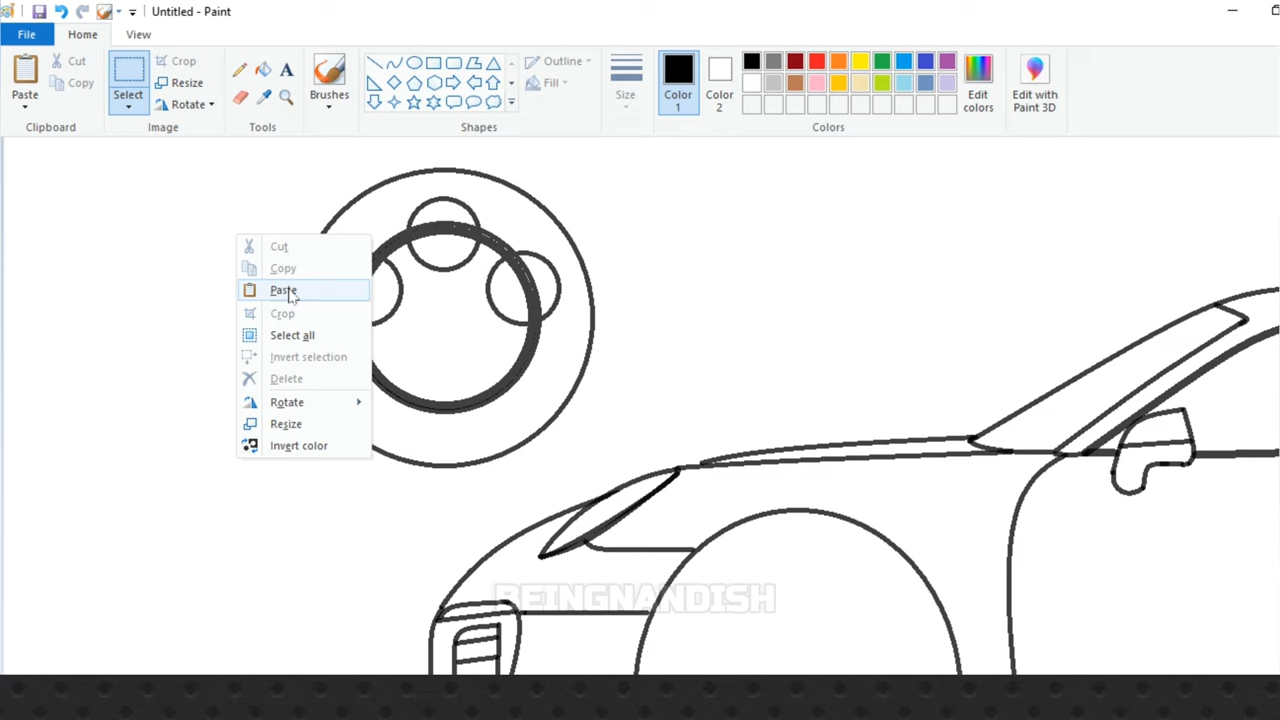 Untitled - Paint
File Home View
Paste
Cut
Copy
Clipboard
Select
Crop
Resize
Rotate
Image
A
Tools
Brushes
Outline
Fill
Shapes
Size
Color 1
Color 2
Edit colors
Colors
Edit with Paint 3D
Cut
Copy
Paste
Crop
Select all
Invert selection
Delete
Rotate
Resize
Invert color
BEINGNANDISH